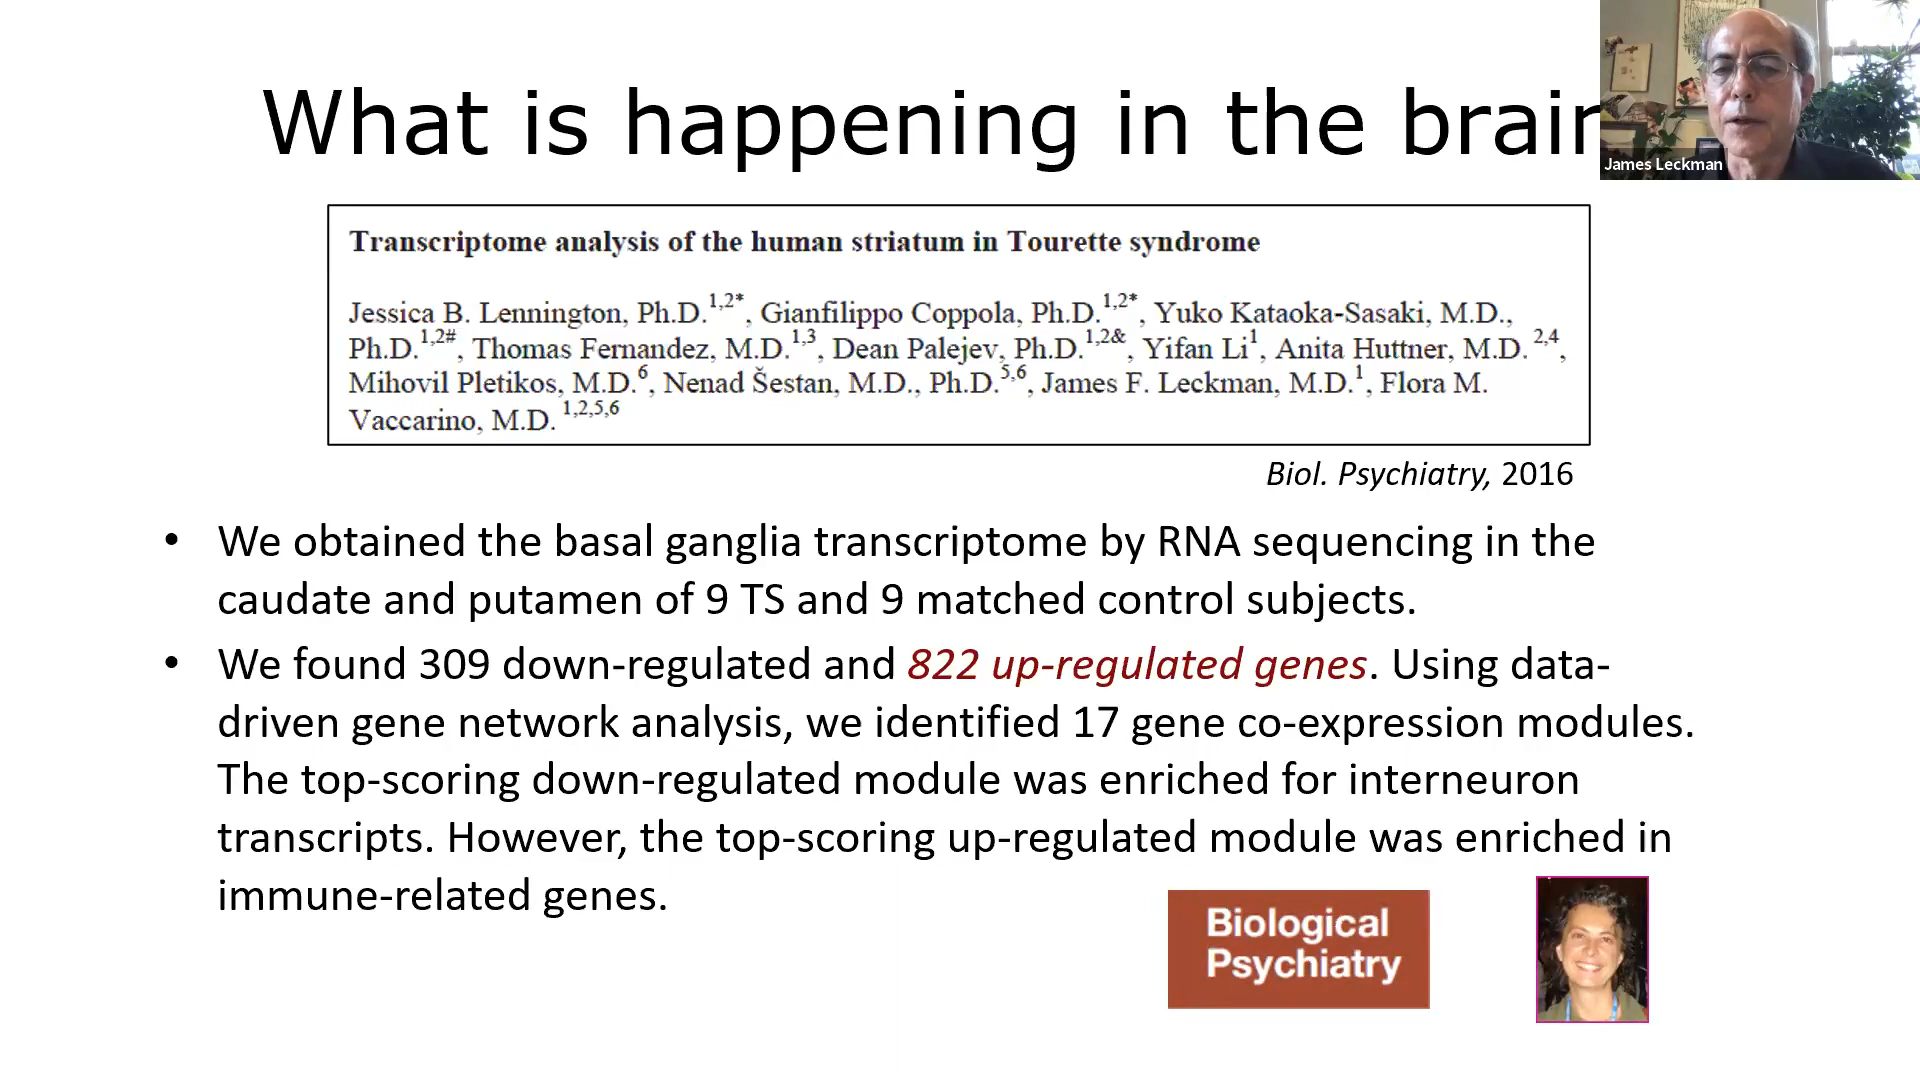 What is happening in the brain
James Leckman
Transcriptome analysis of the human striatum in Tourette syndrome
Jessica B. Lennington, Ph.D.1,2*, Gianfilippo Coppola, Ph.D.1,2*, Yuko Kataoka-Sasaki, M.D.,
Ph.D.1,2#, Thomas Fernandez, M.D.1,3, Dean Palejev, Ph.D.1,2&, Yifan Li1, Anita Huttner, M.D. 2,4,
Mihovil Pletikos, M.D.6, Nenad Šestan, M.D., Ph.D.5,6, James F. Leckman, M.D.1, Flora M.
Vaccarino, M.D. 1,2,5,6
Biol. Psychiatry, 2016
• We obtained the basal ganglia transcriptome by RNA sequencing in the
caudate and putamen of 9 TS and 9 matched control subjects.
• We found 309 down-regulated and 822 up-regulated genes. Using data-
driven gene network analysis, we identified 17 gene co-expression modules.
The top-scoring down-regulated module was enriched for interneuron
transcripts. However, the top-scoring up-regulated module was enriched in
immune-related genes.
Biological
Psychiatry